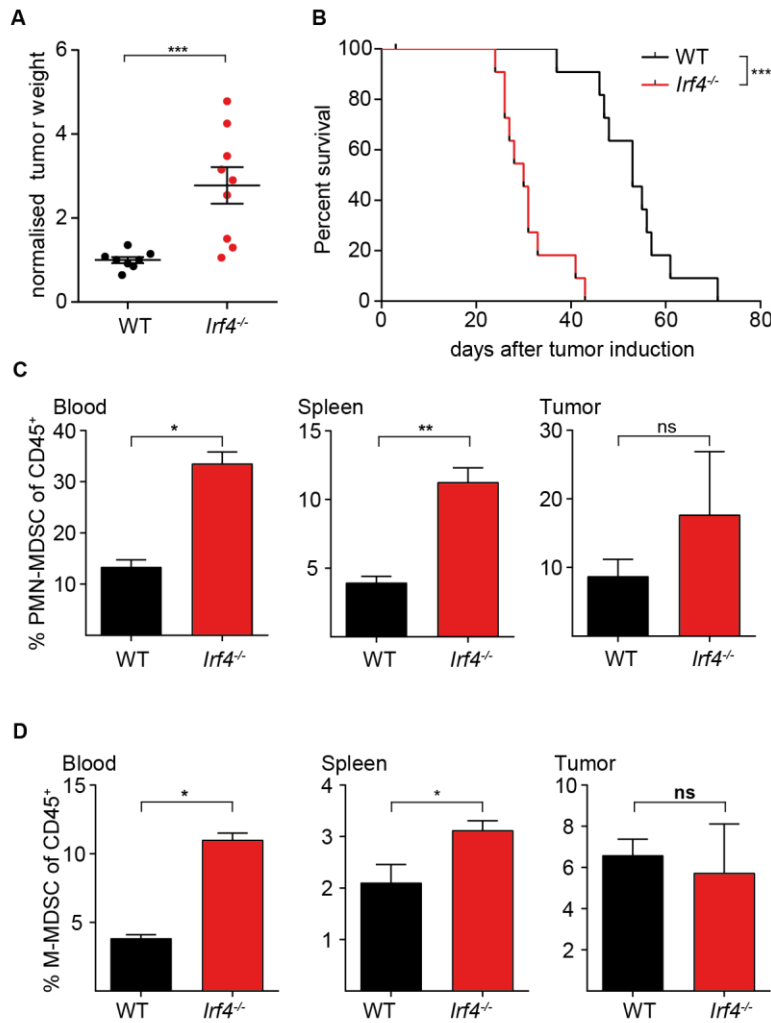 A
B
***
normalised tumor weight
6
4
2
0
WT
Irf4-/-
Percent survival
100
80
60
40
20
0
WT
Irf4-/-
***
0
20
40
60
80
days after tumor induction
C
Blood
Spleen
Tumor
% PMN-MDSC of CD45+
40
30
20
10
*
WT
Irf4-/-
15
10
5
**
WT
Irf4-/-
30
20
10
ns
WT
Irf4-/-
D
Blood
Spleen
Tumor
% M-MDSC of CD45+
15
10
5
*
WT
Irf4-/-
4
3
2
1
*
WT
Irf4-/-
10
8
6
4
2
ns
WT
Irf4-/-